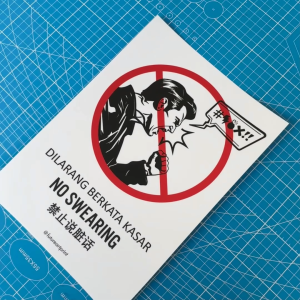 #*$×!!
DILARANG BERKATA KASAR
NO SWEARING
禁止说脏话